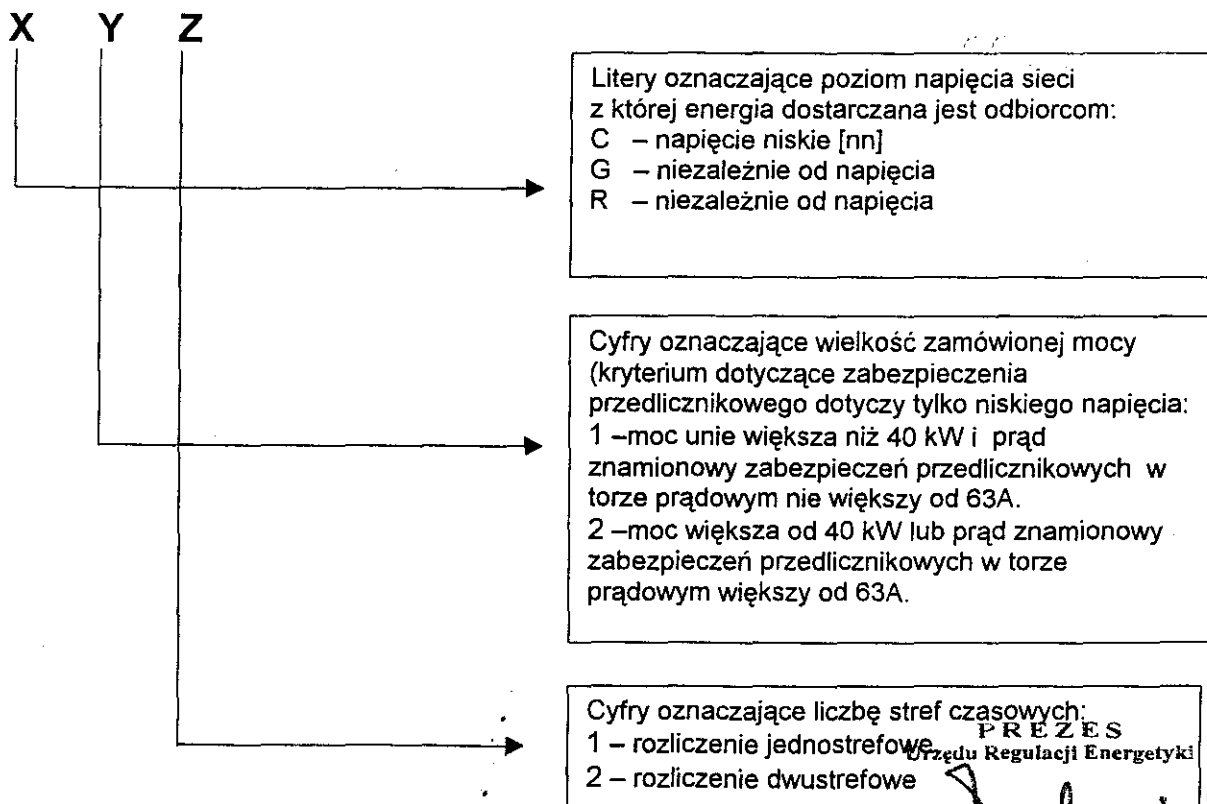 X Y Z
Litery oznaczające poziom napięcia sieci
z której energia dostarczana jest odbiorcom:
C – napięcie niskie [nn]
G – niezależnie od napięcia
R – niezależnie od napięcia
Cyfry oznaczające wielkość zamówionej mocy
(kryterium dotyczące zabezpieczenia
przedlicznikowego dotyczy tylko niskiego napięcia:
1 –moc unie większa niż 40 kW i prąd
znamionowy zabezpieczeń przedlicznikowych w
torze prądowym nie większy od 63A.
2 –moc większa od 40 kW lub prąd znamionowy
zabezpieczeń przedlicznikowych w torze
prądowym większy od 63A.
Cyfry oznaczające liczbę stref czasowych:
1 – rozliczenie jednostrefowe
2 – rozliczenie dwustrefowe
PREZES
Urzędu Regulacji Energetyki